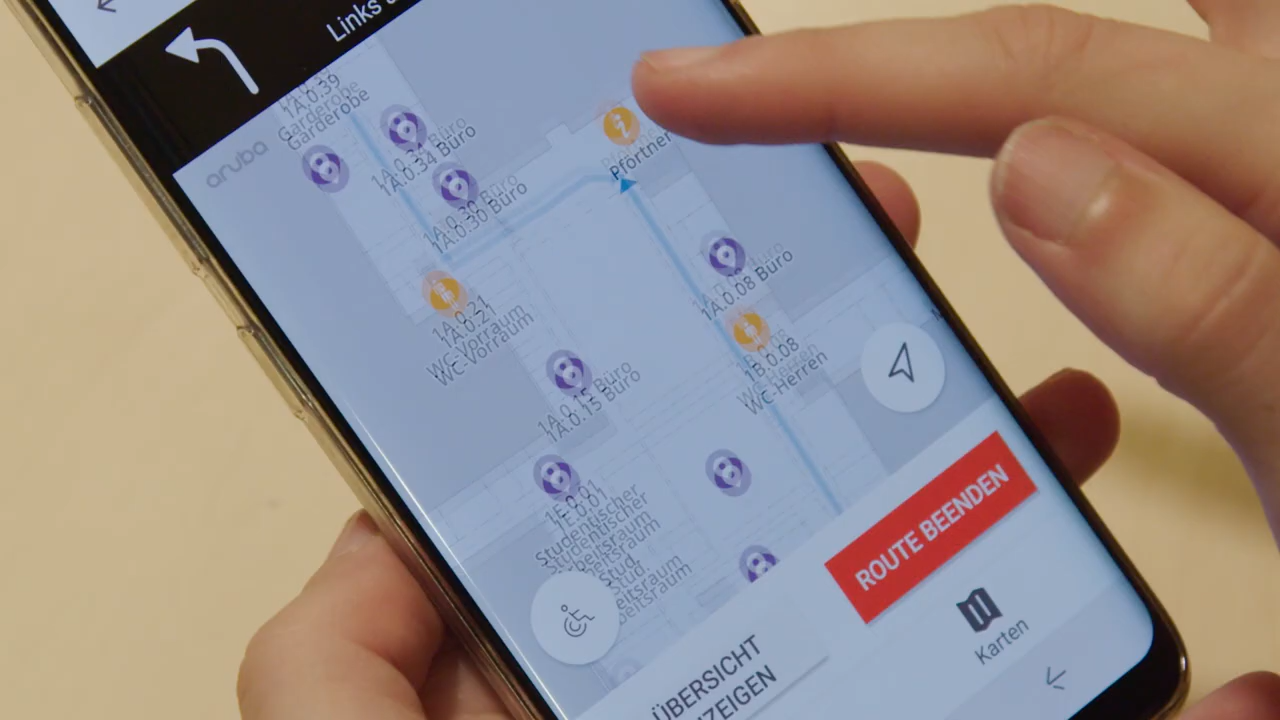 Links
1A.0.39
Garderobe
aruba
1A.0.34 Büro
1A.0.30 Büro
Pförtner
1A.0.08 Büro
1A.0.21
WC-Vorraum
1B.0.08
WC-Herren
1A.0.15 Büro
1E.0.01
Studentischer
ROUTE BEENDEN
Karten
ÜBERSICHT